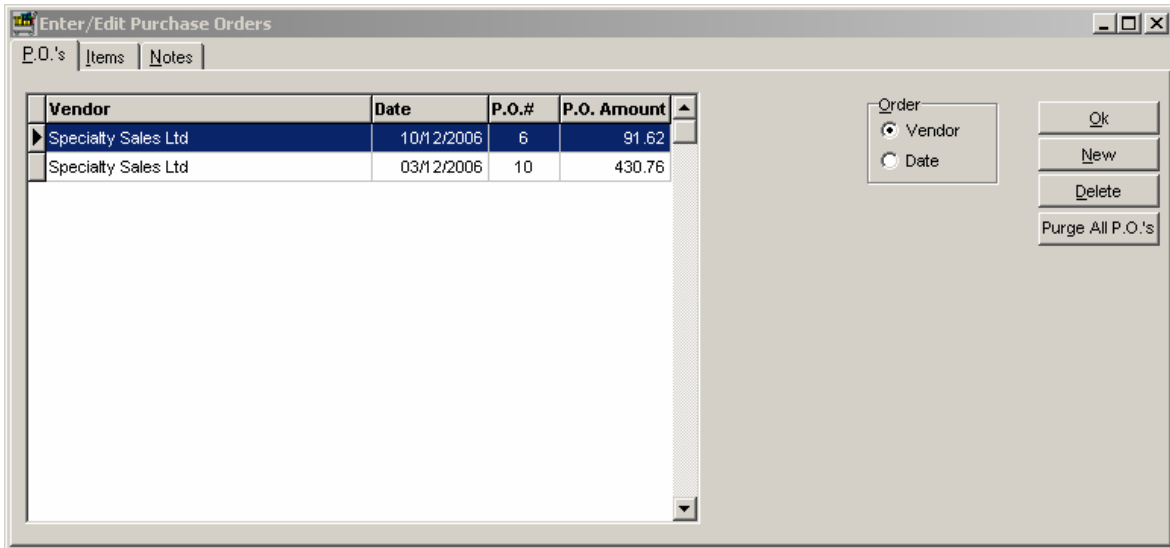 Enter/Edit Purchase Orders
P.O.'s Items Notes
Vendor Date P.O.# P.O. Amount
Specialty Sales Ltd 10/12/2006 6 91.62
Specialty Sales Ltd 03/12/2006 10 430.76
Order
Vendor
Date
Ok
New
Delete
Purge All P.O.'s